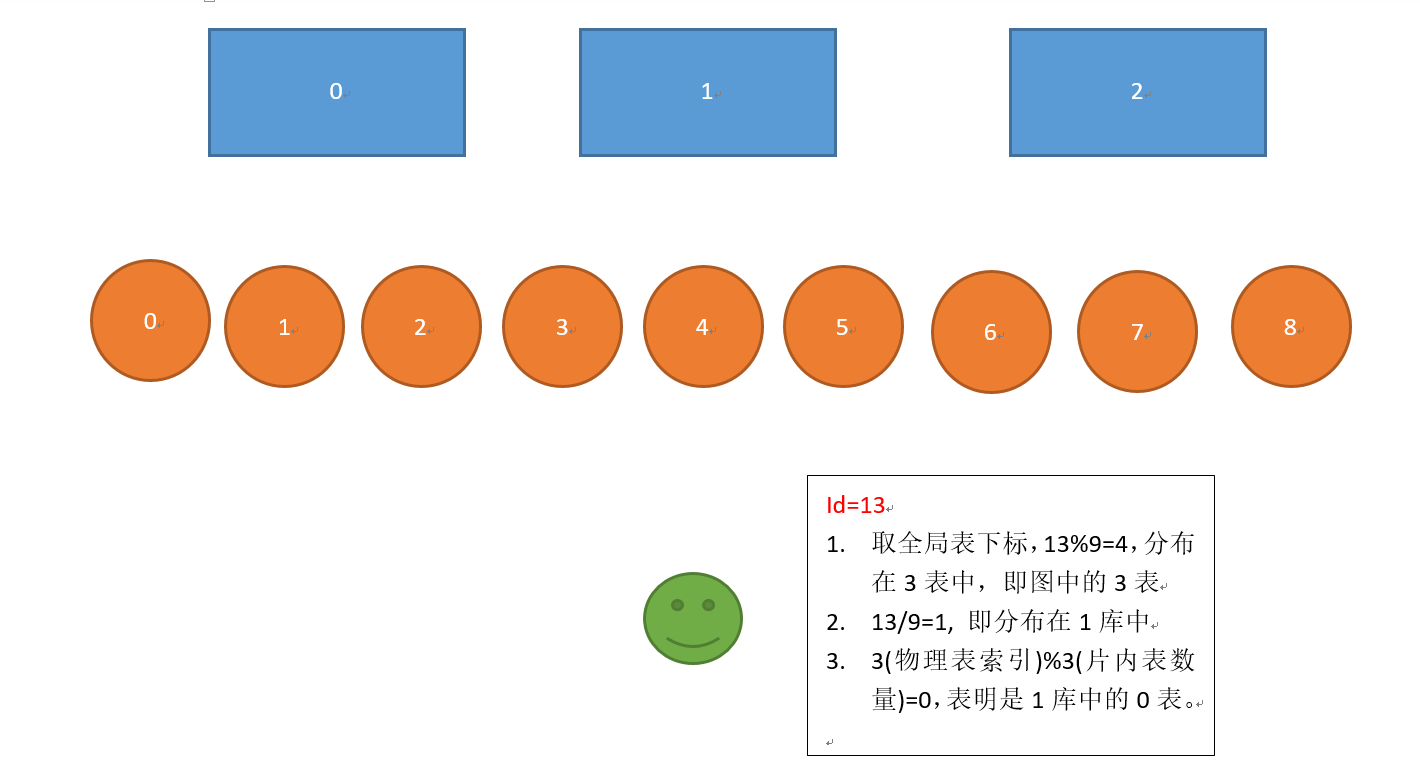 0
1
2
0
1
2
3
4
5
6
7
8
Id=13
1. 取全局表下标，13%9=4，分布
在 3 表中，即图中的 3 表
2. 13/9=1, 即分布在 1 库中
3. 3(物理表索引)%3(片内表数
量)=0，表明是 1 库中的 0 表。